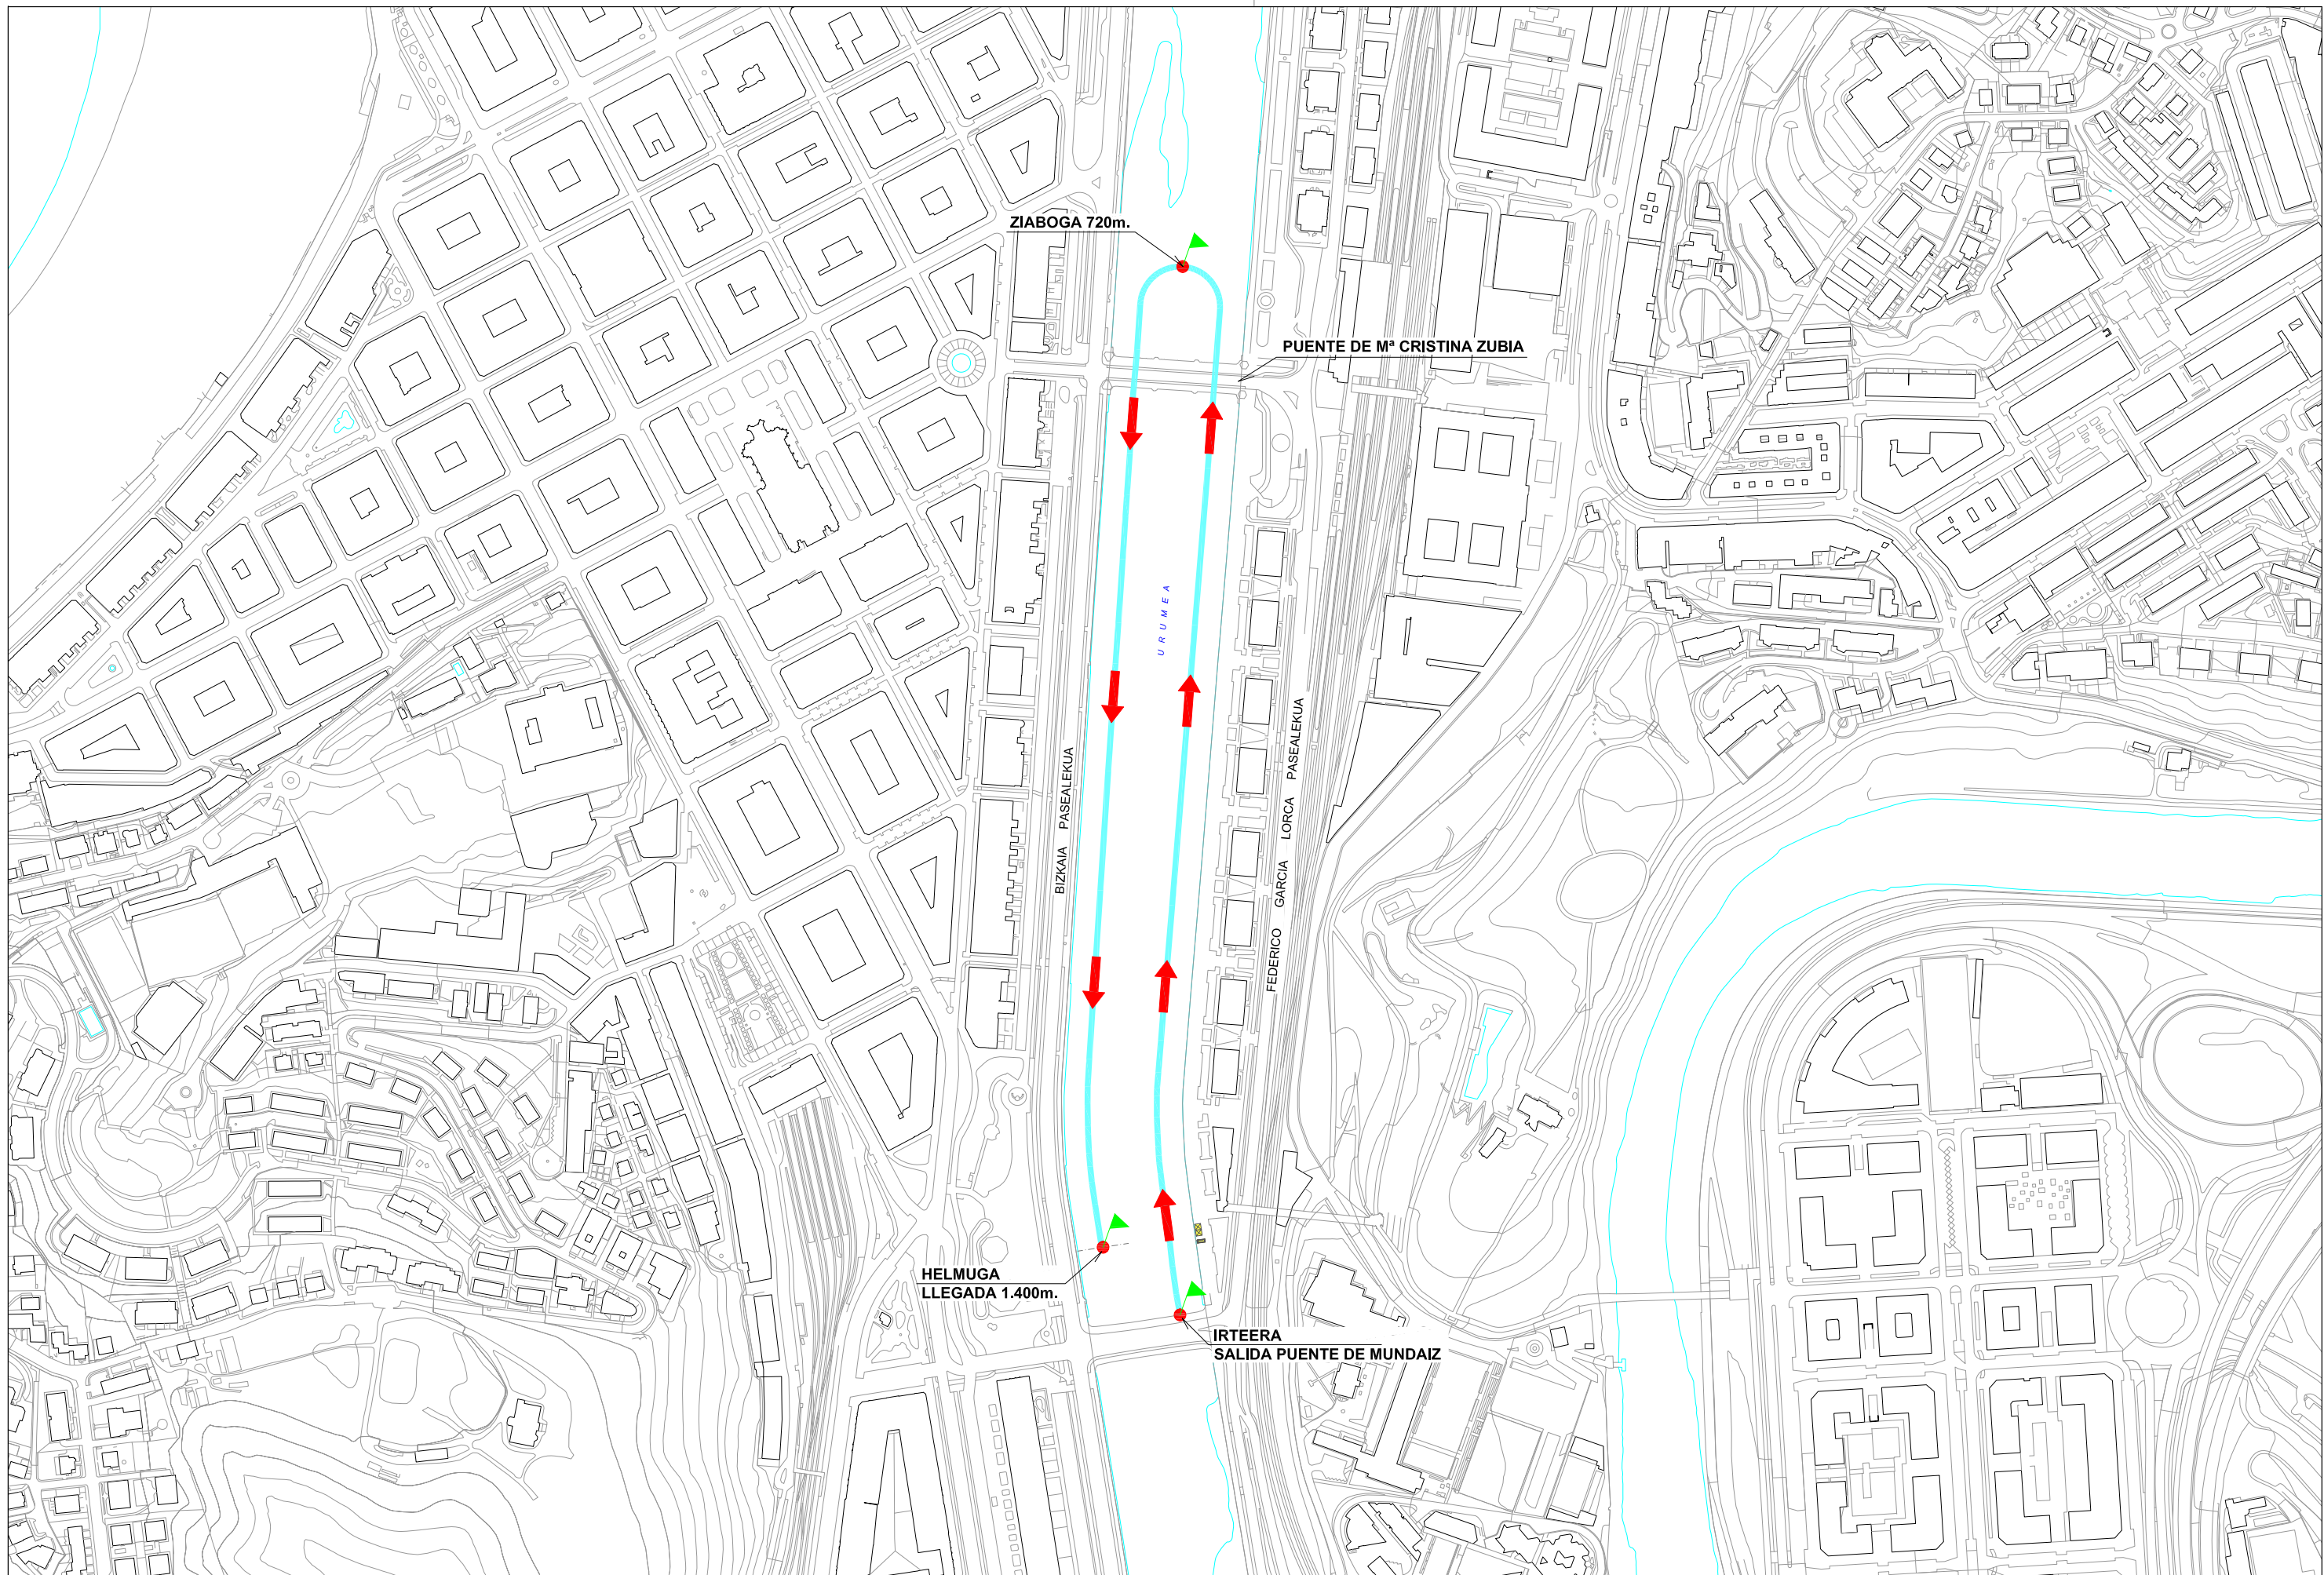 ZIABOGA 720m.
PUENTE DE Mª CRISTINA ZUBIA
URUMEA
BIZKAIA PASEALEKUA
FEDERICO GARCIA LORCA PASEALEKUA
HELMUGA
LLEGADA 1.400m.
IRTEERA
SALIDA PUENTE DE MUNDAIZ